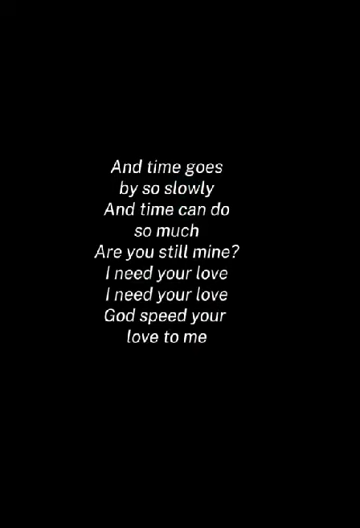 And time goes
by so slowly
And time can do
so much
Are you still mine?
I need your love
I need your love
God speed your
love to me